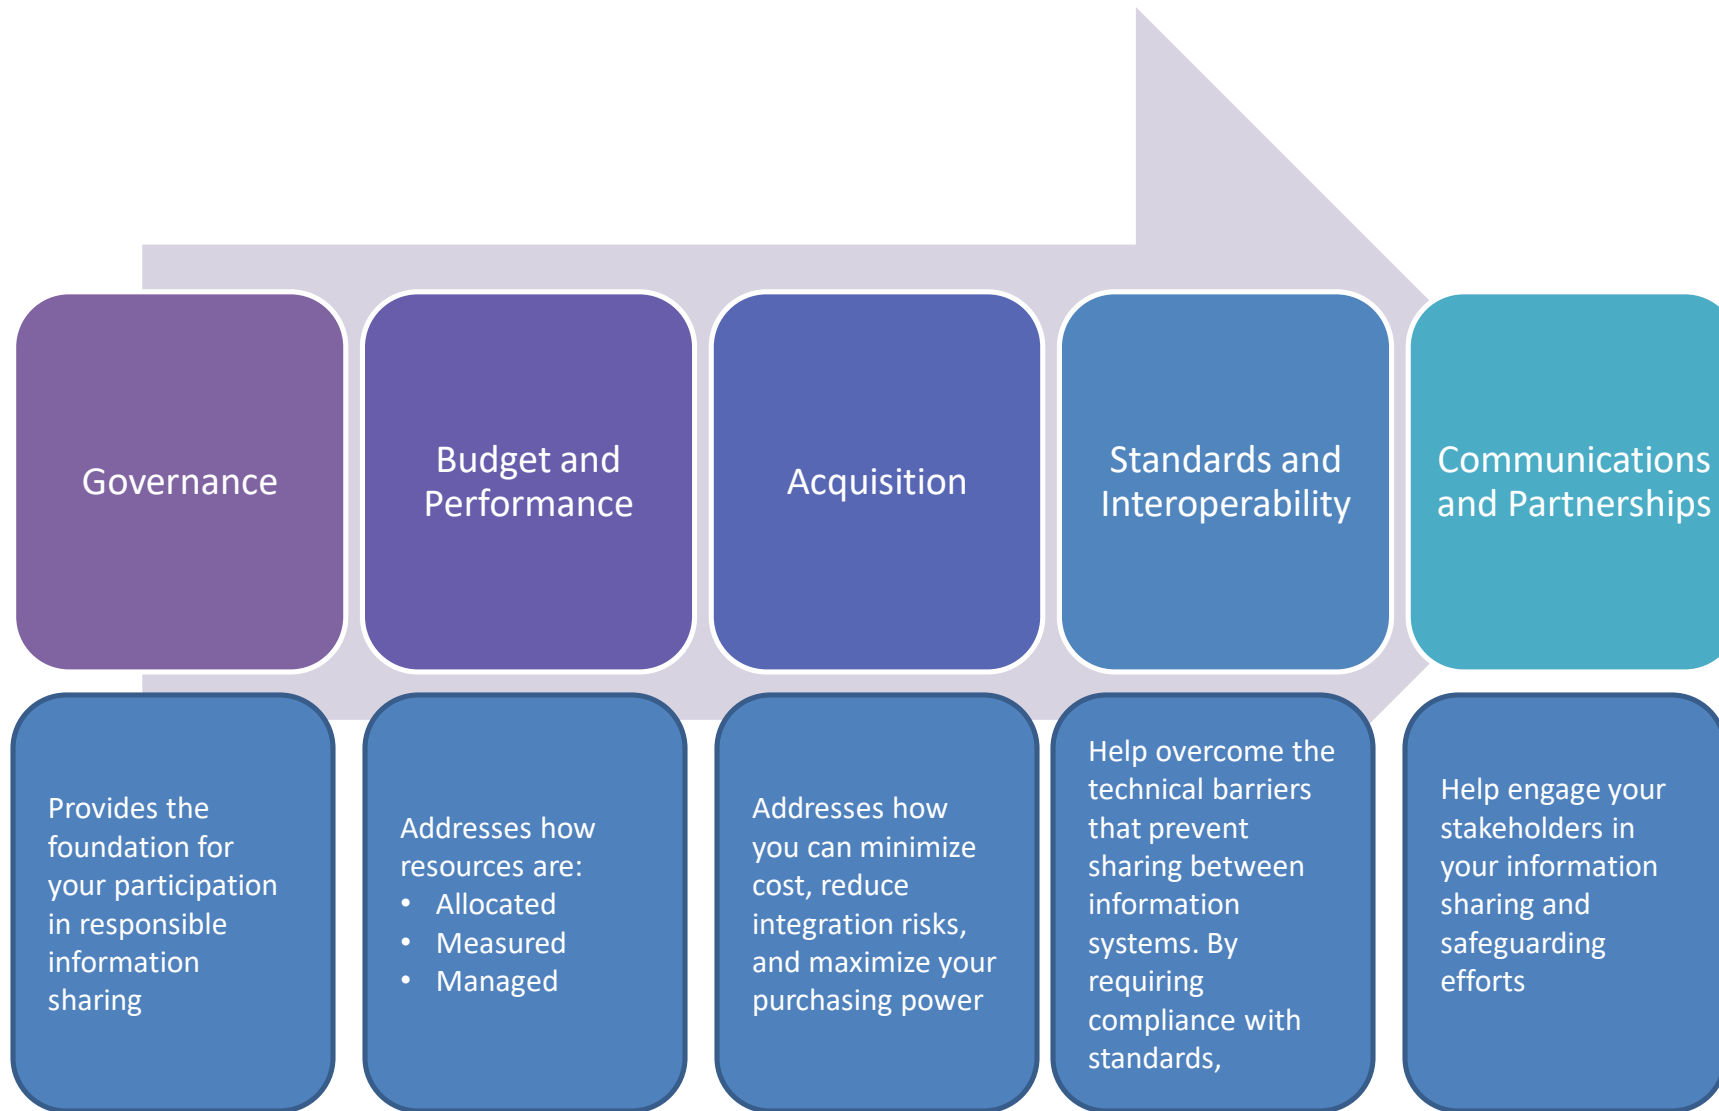 Governance
Budget and
Performance
Acquisition
Standards and
Interoperability
Communications
and Partnerships
Provides the
foundation for
your participation
in responsible
information
sharing
Addresses how
resources are:
• Allocated
• Measured
• Managed
Addresses how
you can minimize
cost, reduce
integration risks,
and maximize your
purchasing power
Help overcome the
technical barriers
that prevent
sharing between
information
systems. By
requiring
compliance with
standards,
Help engage your
stakeholders in
your information
sharing and
safeguarding
efforts